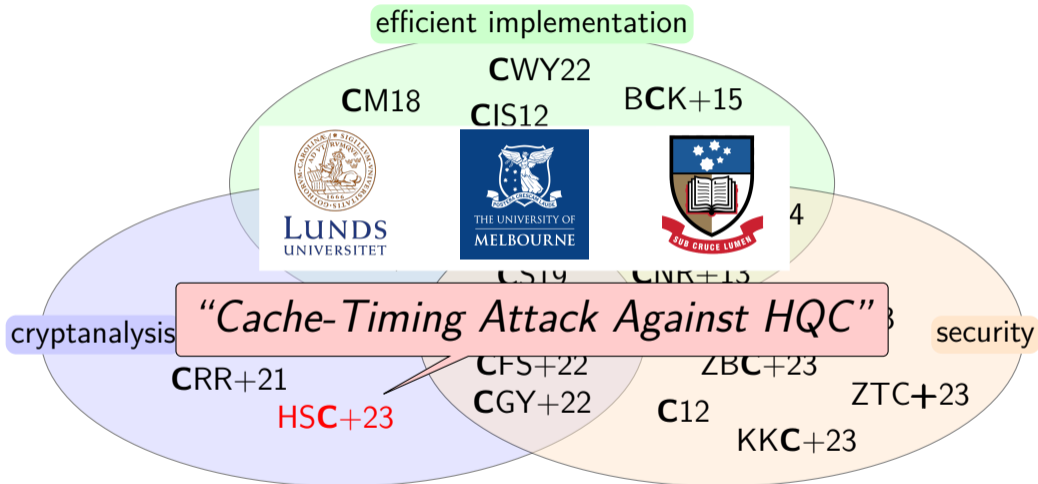 efficient implementation
CWY22
CM18
BCK+15
CIS12
SIGILLVM
1666
LUNDS
UNIVERSITET
THE UNIVERSITY OF
MELBOURNE
SUB CRUCE LUMEN
4
CS19
CNR+13
“Cache-Timing Attack Against HQC”
cryptanalysis
security
CFS+22
ZBC+23
CRR+21
ZTC+23
CGY+22
HSC+23
C12
KKC+23